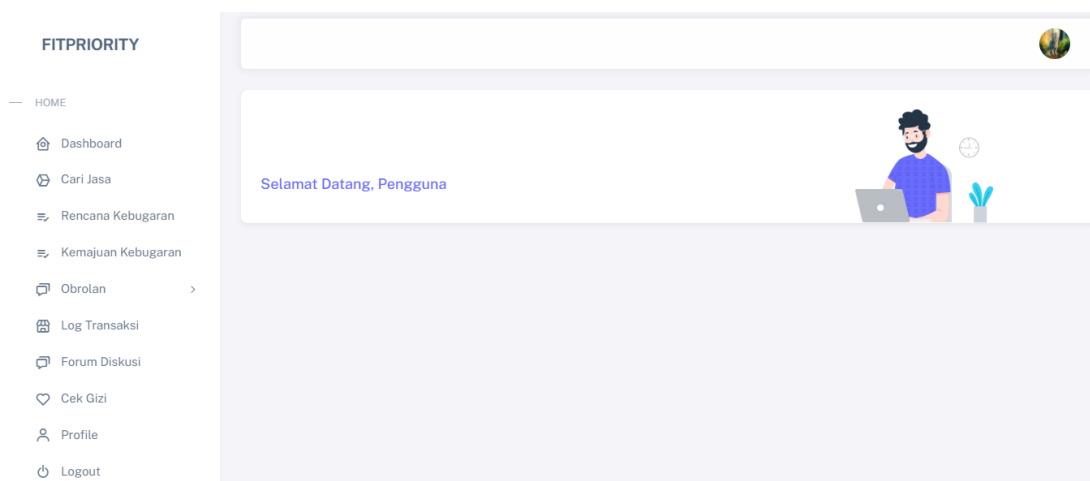 FITPRIORITY
HOME
Dashboard
Cari Jasa
Rencana Kebugaran
Kemajuan Kebugaran
Obrolan
Log Transaksi
Forum Diskusi
Cek Gizi
Profile
Logout
Selamat Datang, Pengguna